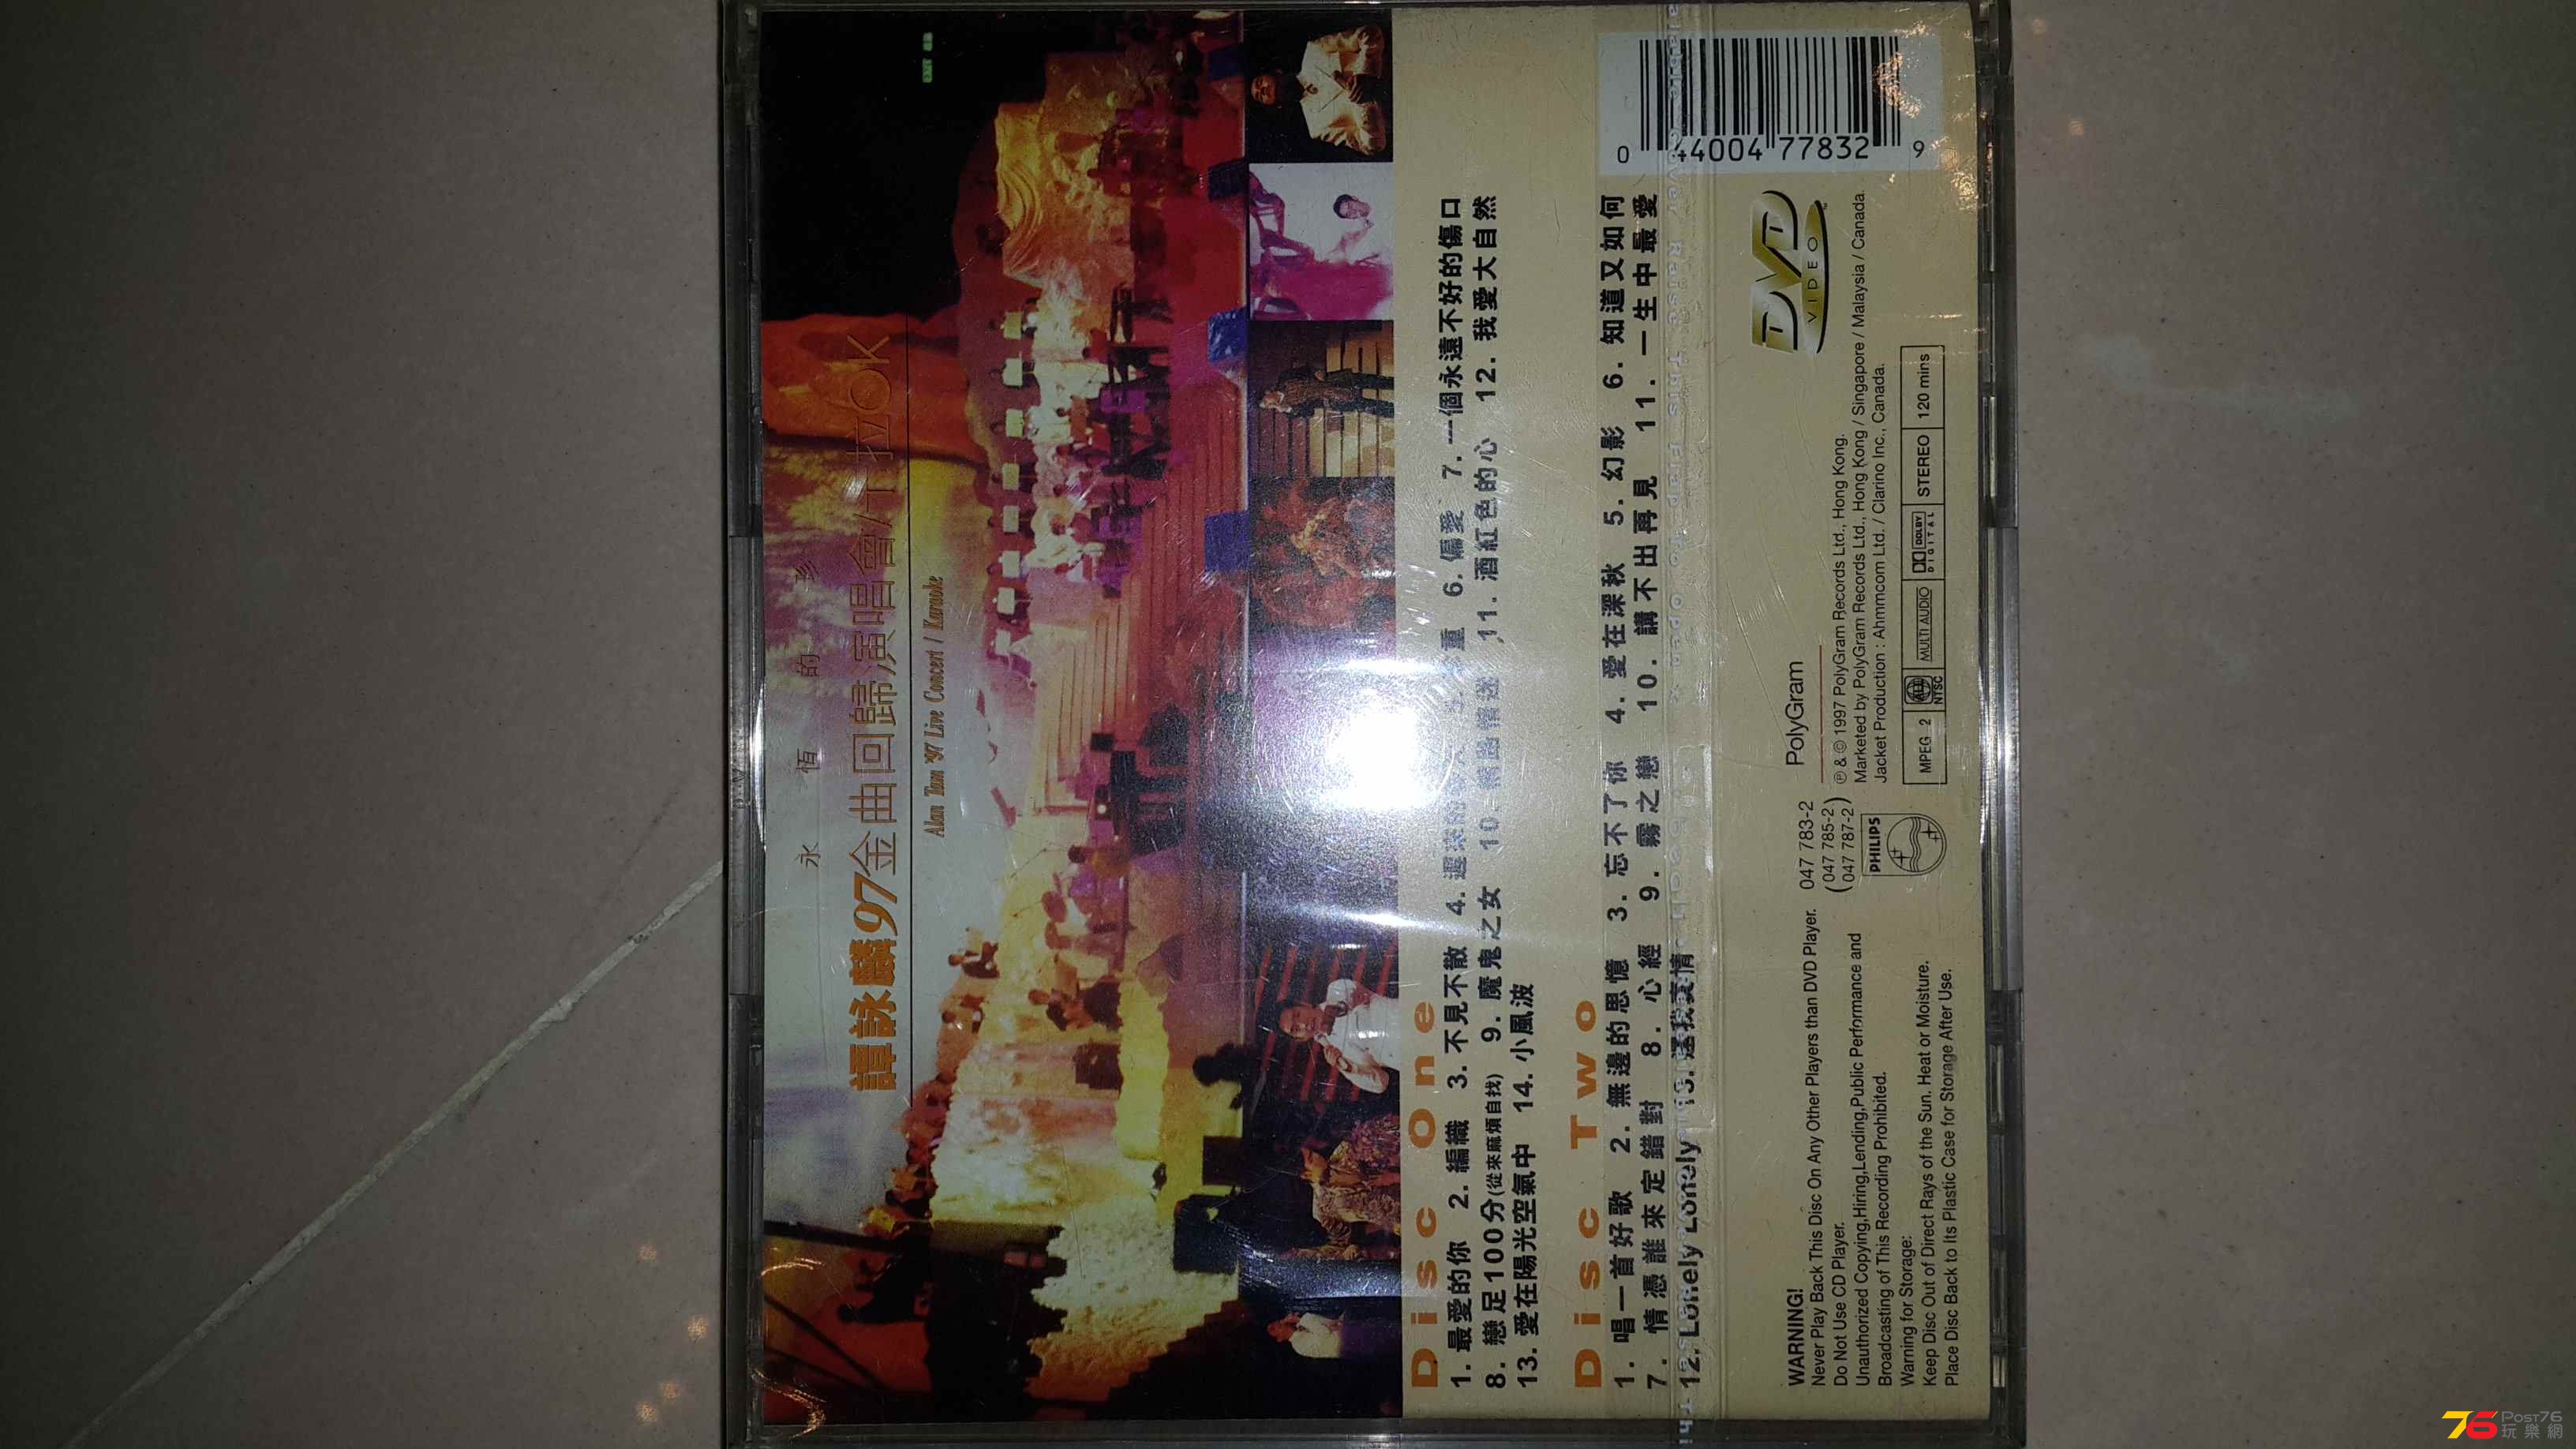 永恆的珍
譚詠麟97金曲回歸演唱會/卡拉OK
Alan Tam '97 Live Concert / Karaoke
Disc One
1. 最愛的你 2. 編織 3. 不見不散 4. 遲來的 5. 重 6. 偏愛 7. 一個永遠不好的傷口
8. 戀足100分(從來麻煩自找) 9. 魔鬼之女 10. 霧 11. 酒紅色的心 12. 我愛大自然
13. 愛在陽光空氣中 14. 小風波
Disc Two
1. 唱一首好歌 2. 無邊的思憶 3. 忘不了你 4. 愛在深秋 5. 幻影 6. 知道又如何
7. 情憑誰來定錯對 8. 心經 9. 霧之戀 10. 講不出再見 11. 一生中最愛
12. Lonely Lonely 13. 還我真情
0 44004 77832 9
DVD
VIDEO
WARNING!
Never Play Back This Disc On Any Other Players than DVD Player.
Do Not Use CD Player.
Unauthorized Copying,Hiring,Lending,Public Performance and
Broadcasting of This Recording Prohibited.
Warning for Storage:
Keep Disc Out of Direct Rays of the Sun. Heat or Moisture.
Place Disc Back to Its Plastic Case for Storage After Use.
047 783-2
(047 785-2)
(047 787-2)
PHILIPS
PolyGram
℗ & © 1997 PolyGram Records Ltd., Hong Kong.
Marketed by PolyGram Records Ltd., Hong Kong / Singapore / Malaysia / Canada.
Jacket Production : Ahmmcom Ltd. / Clarino Inc., Canada.
MPEG 2 ALL NTSC MULTI AUDIO DOLBY DIGITAL STEREO 120 mins
76 Post76
玩樂網